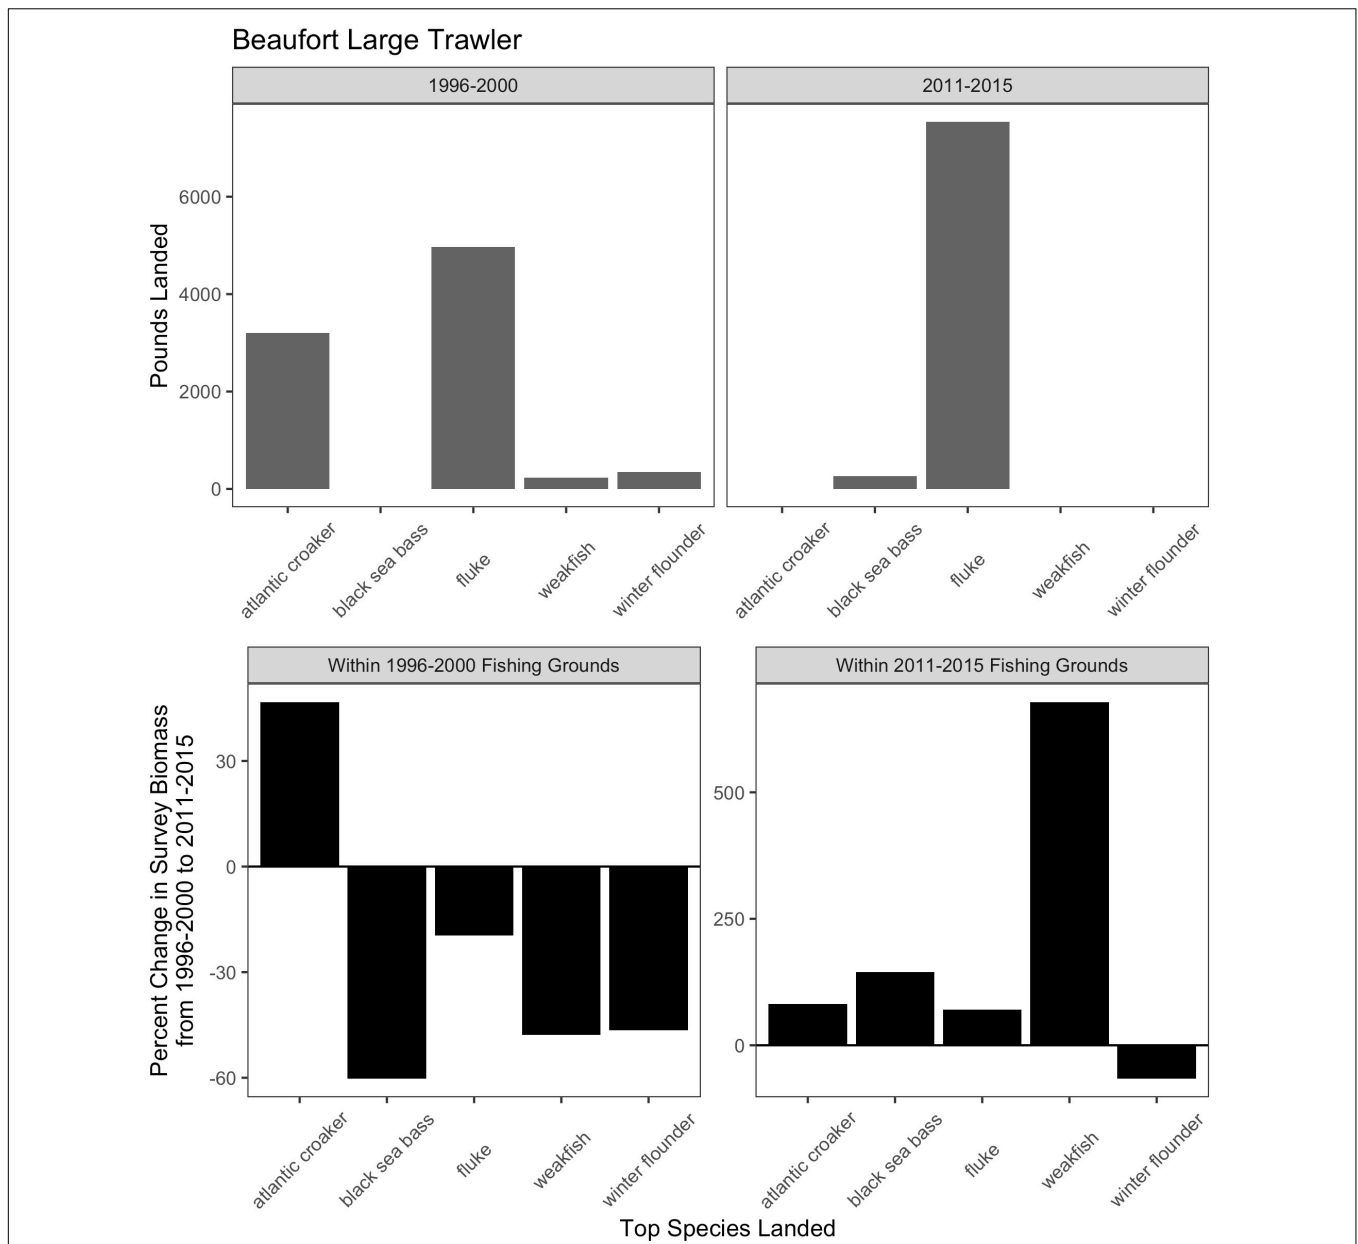 Beaufort Large Trawler
1996-2000
2011-2015
Pounds Landed
6000
4000
2000
0
atlantic croaker
black sea bass
fluke
weakfish
winter flounder
atlantic croaker
black sea bass
fluke
weakfish
winter flounder
Within 1996-2000 Fishing Grounds
Within 2011-2015 Fishing Grounds
Percent Change in Survey Biomass
from 1996-2000 to 2011-2015
30
0
-30
-60
500
250
0
atlantic croaker
black sea bass
fluke
weakfish
winter flounder
atlantic croaker
black sea bass
fluke
weakfish
winter flounder
Top Species Landed